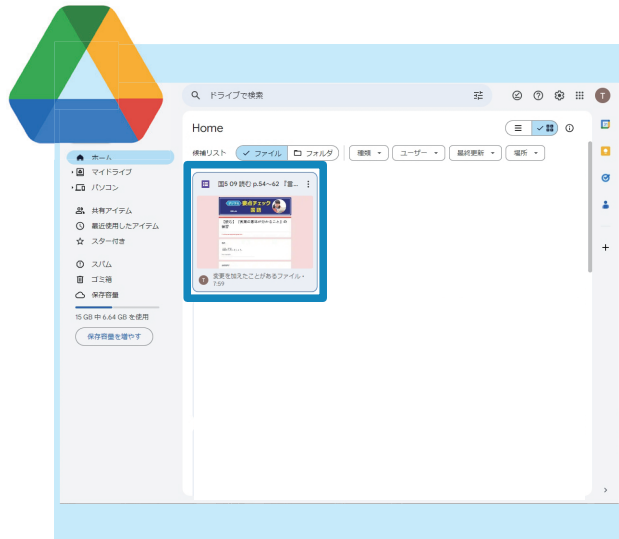 ドライブで検索
T
Home
ホーム
マイドライブ
パソコン
共有アイテム
最近使用したアイテム
スター付き
スパム
ゴミ箱
保存容量
15 GB 中 6.64 GB を使用
保存容量を増やす
候補リスト
ファイル
フォルダ
種類
ユーザー
最終更新
場所
国5 09 読む p.54~62 『言...
要点チェック
国語
T
変更を加えたことがあるファイル・
7:59